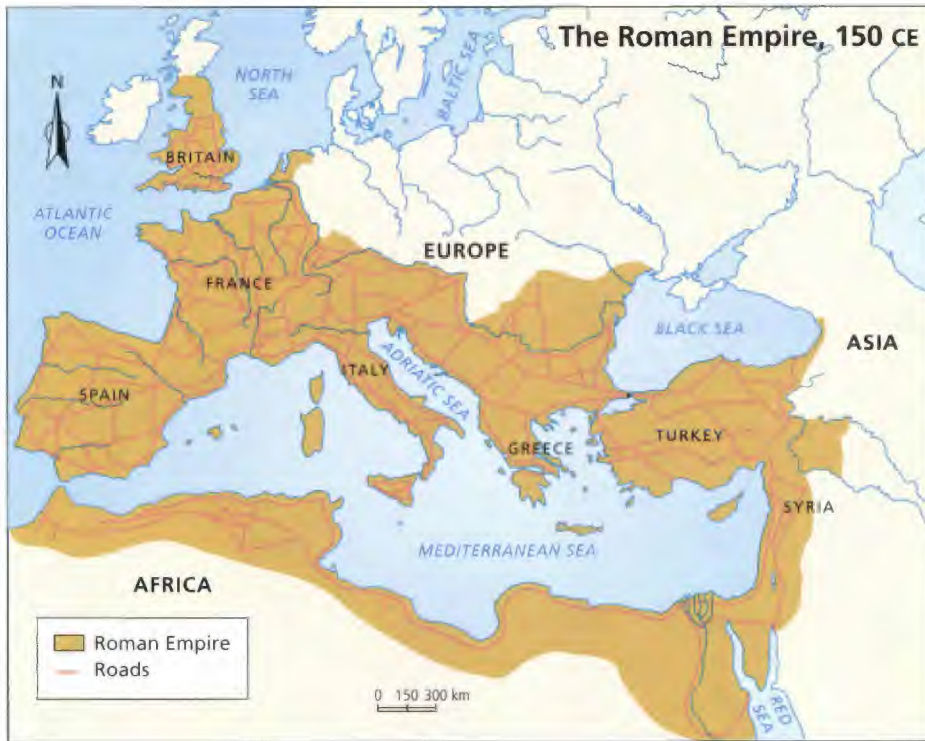 The Roman Empire, 150 CE
N
NORTH
SEA
BALTIC SEA
BRITAIN
ATLANTIC
OCEAN
EUROPE
FRANCE
BLACK SEA
ASIA
ADRIATIC SEA
ITALY
SPAIN
GREECE
TURKEY
SYRIA
MEDITERRANEAN SEA
AFRICA
Roman Empire
Roads
0 150 300 km
RED
SEA